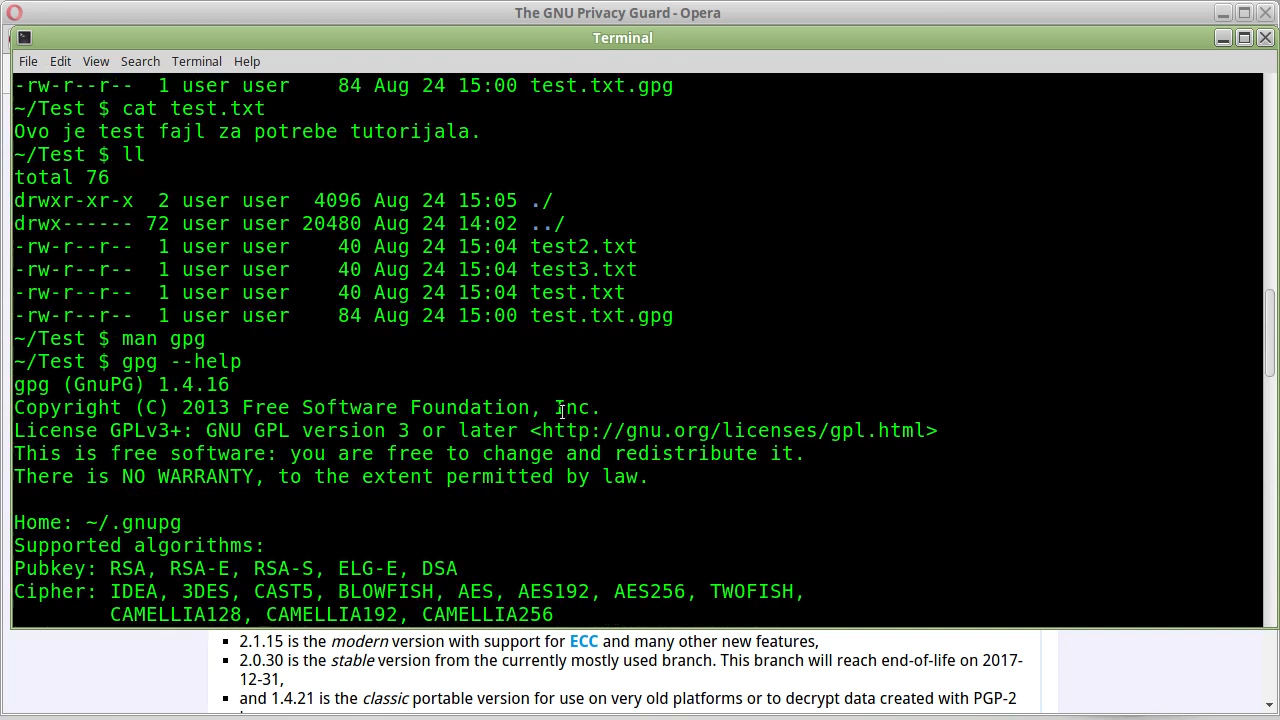 The GNU Privacy Guard - Opera
Terminal
File Edit View Search Terminal Help
-rw-r--r--  1 user user    84 Aug 24 15:00 test.txt.gpg
~/Test $ cat test.txt
Ovo je test fajl za potrebe tutorijala.
~/Test $ ll
total 76
drwxr-xr-x  2 user user  4096 Aug 24 15:05 ./
drwx------ 72 user user 20480 Aug 24 14:02 ../
-rw-r--r--  1 user user    40 Aug 24 15:04 test2.txt
-rw-r--r--  1 user user    40 Aug 24 15:04 test3.txt
-rw-r--r--  1 user user    40 Aug 24 15:04 test.txt
-rw-r--r--  1 user user    84 Aug 24 15:00 test.txt.gpg
~/Test $ man gpg
~/Test $ gpg --help
gpg (GnuPG) 1.4.16
Copyright (C) 2013 Free Software Foundation, Inc.
License GPLv3+: GNU GPL version 3 or later <http://gnu.org/licenses/gpl.html>
This is free software: you are free to change and redistribute it.
There is NO WARRANTY, to the extent permitted by law.
Home: ~/.gnupg
Supported algorithms:
Pubkey: RSA, RSA-E, RSA-S, ELG-E, DSA
Cipher: IDEA, 3DES, CAST5, BLOWFISH, AES, AES192, AES256, TWOFISH,
        CAMELLIA128, CAMELLIA192, CAMELLIA256
▪ 2.1.15 is the modern version with support for ECC and many other new features,
▪ 2.0.30 is the stable version from the currently mostly used branch. This branch will reach end-of-life on 2017-
12-31,
▪ and 1.4.21 is the classic portable version for use on very old platforms or to decrypt data created with PGP-2